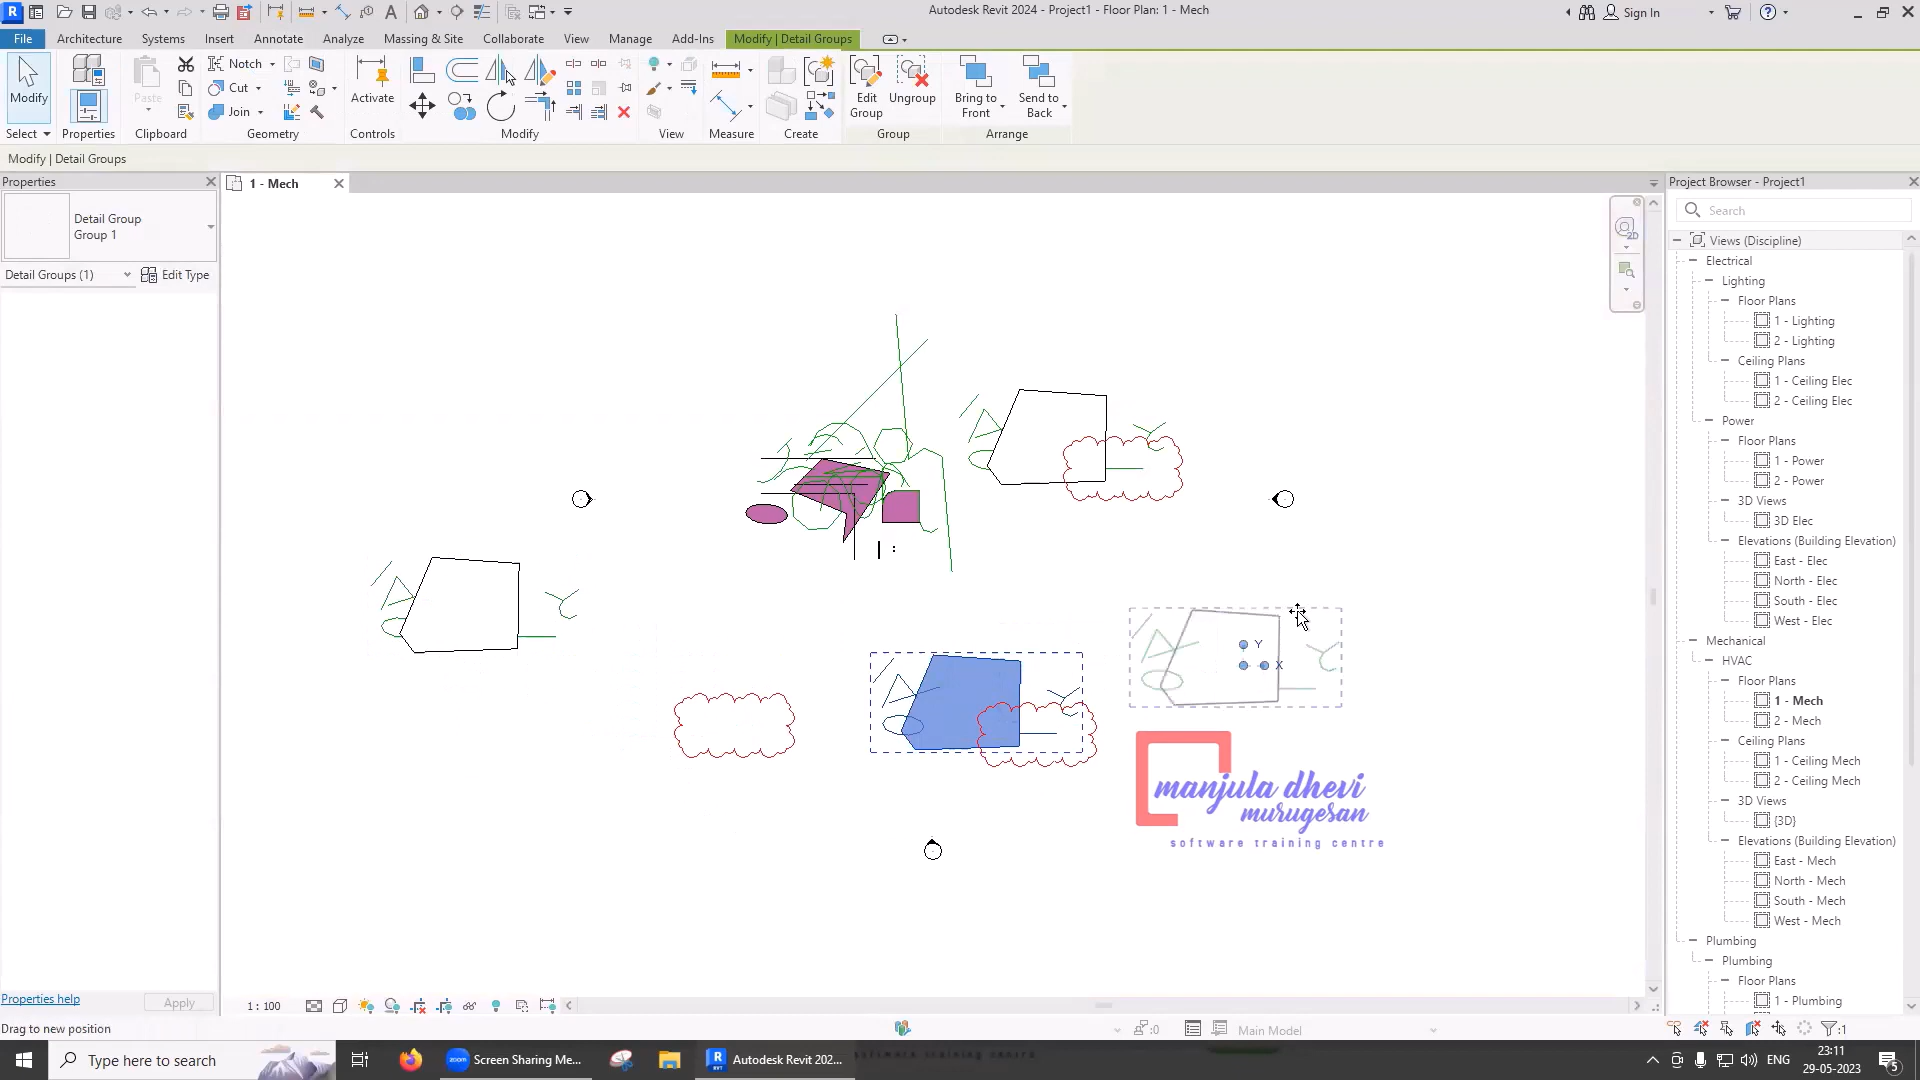 Autodesk Revit 2024 - Project1 - Floor Plan: 1 - Mech
Sign In
File Architecture Systems Insert Annotate Analyze Massing & Site Collaborate View Manage Add-Ins Modify | Detail Groups
Modify
Select
Properties
Paste
Clipboard
Notch
Cut
Join
Geometry
Activate
Controls
Modify
View
Measure
Create
Edit Group
Ungroup
Group
Bring to Front
Send to Back
Arrange
Modify | Detail Groups
Properties
Detail Group
Group 1
Detail Groups (1)
Edit Type
Properties help
Apply
1 - Mech
Y
X
manjula dhevi
murugesan
software training centre
1 : 100
Project Browser - Project1
Search
Views (Discipline)
Electrical
Lighting
Floor Plans
1 - Lighting
2 - Lighting
Ceiling Plans
1 - Ceiling Elec
2 - Ceiling Elec
Power
Floor Plans
1 - Power
2 - Power
3D Views
3D Elec
Elevations (Building Elevation)
East - Elec
North - Elec
South - Elec
West - Elec
Mechanical
HVAC
Floor Plans
1 - Mech
2 - Mech
Ceiling Plans
1 - Ceiling Mech
2 - Ceiling Mech
3D Views
{3D}
Elevations (Building Elevation)
East - Mech
North - Mech
South - Mech
West - Mech
Plumbing
Plumbing
Floor Plans
1 - Plumbing
Drag to new position
:0
Main Model
:1
Type here to search
zoom
Screen Sharing Me...
Autodesk Revit 202...
ENG
23:11
29-05-2023
5